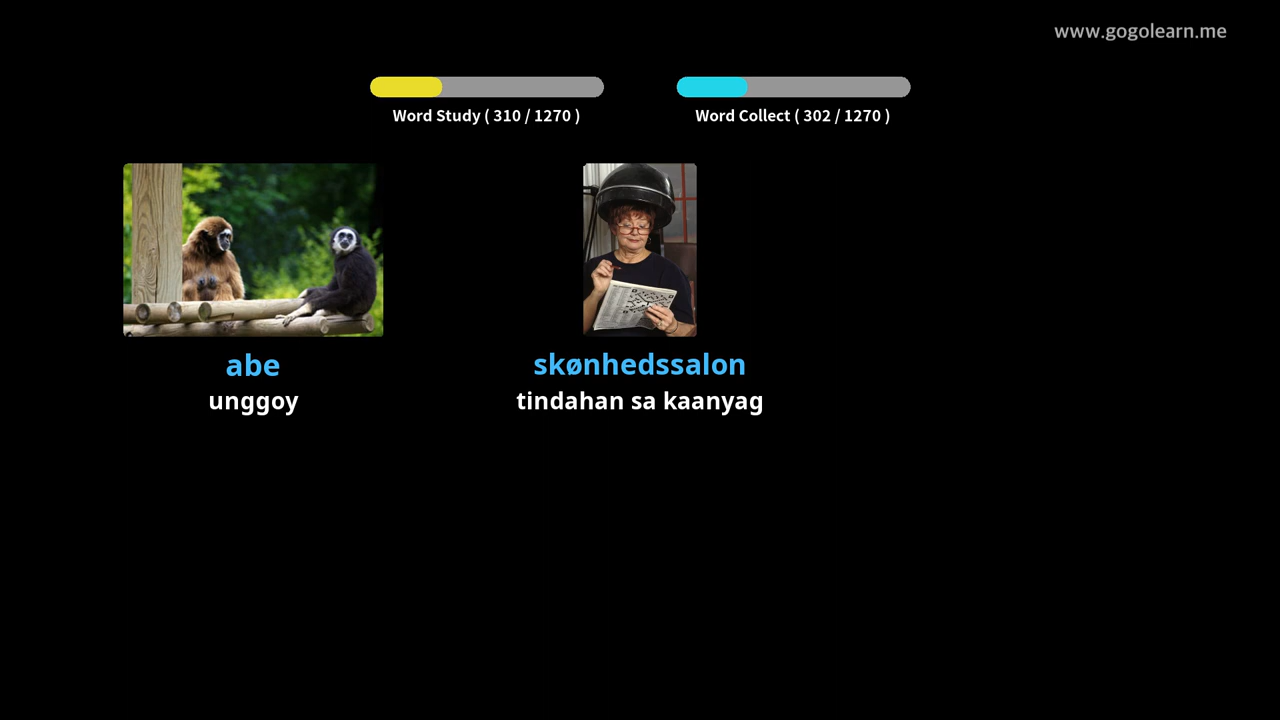 www.gogolearn.me
Word Study ( 310 / 1270 )
Word Collect ( 302 / 1270 )
abe
unggoy
skønhedssalon
tindahan sa kaanyag